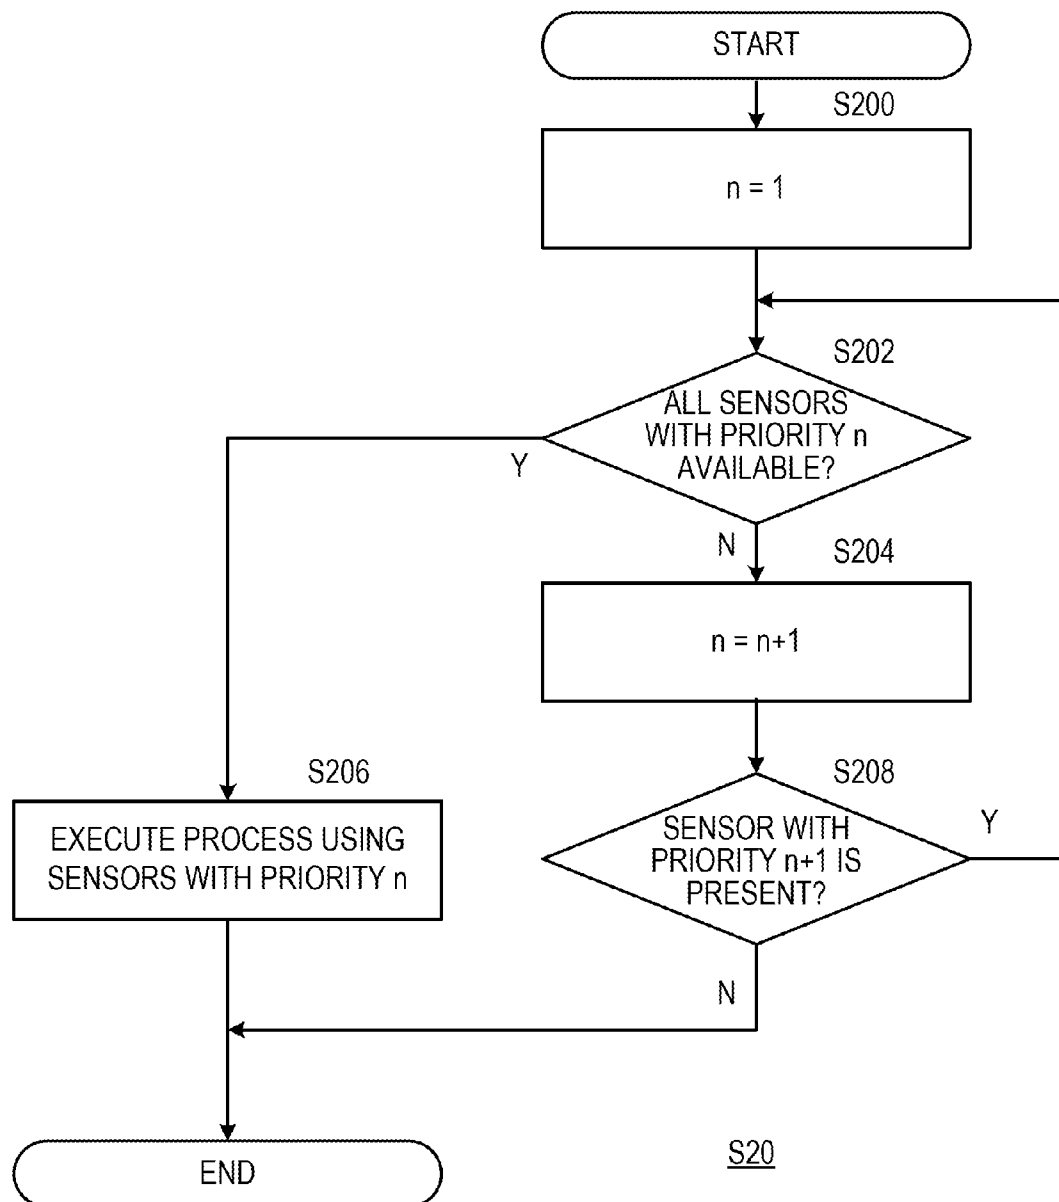 START
S200
n = 1
S202
ALL SENSORS
WITH PRIORITY n
AVAILABLE?
Y
N
S204
n = n+1
S206
EXECUTE PROCESS USING
SENSORS WITH PRIORITY n
S208
SENSOR WITH
PRIORITY n+1 IS
PRESENT?
Y
N
END
S20